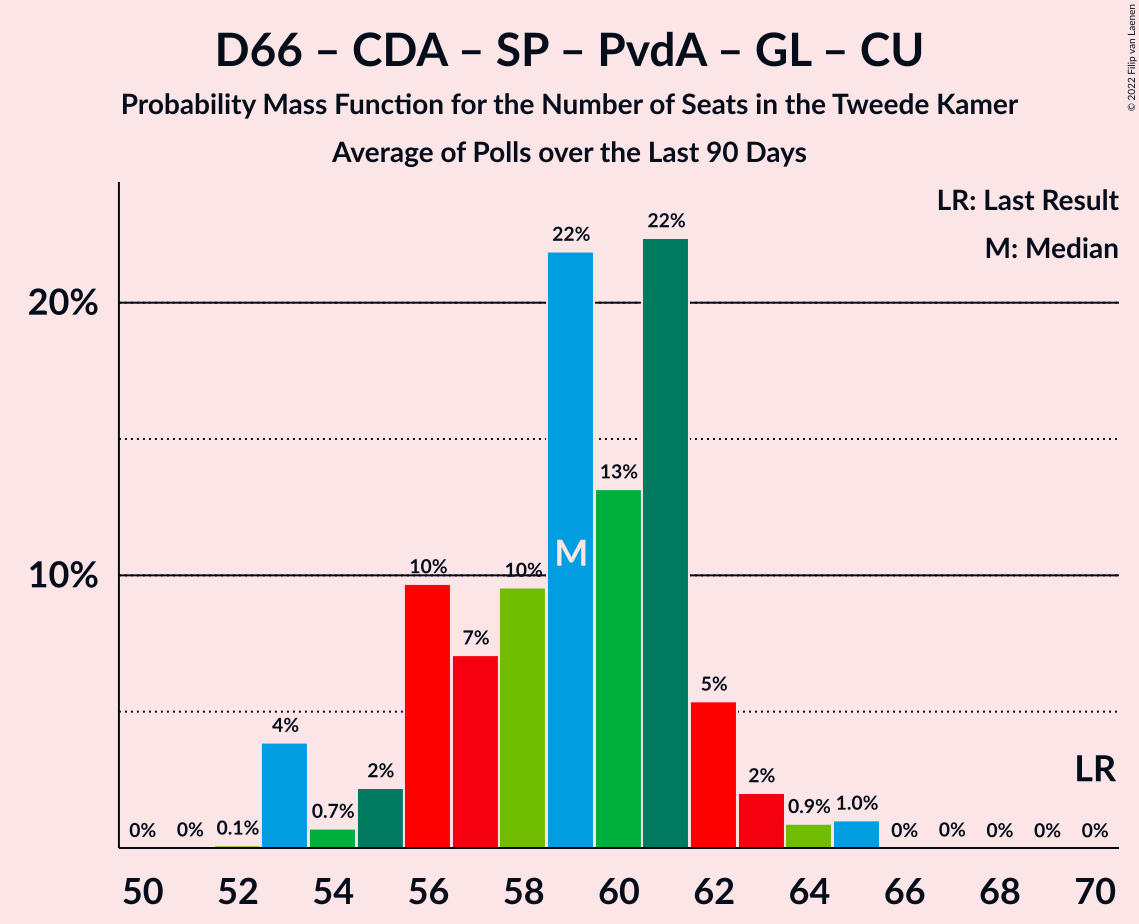 D66 – CDA – SP – PvdA – GL – CU
Probability Mass Function for the Number of Seats in the Tweede Kamer
Average of Polls over the Last 90 Days
© 2022 Filip van Laenen
LR: Last Result
M: Median
20%
10%
0% 0% 0.1% 4% 0.7% 2% 10% 7% 10% 22% 13% 22% 5% 2% 0.9% 1.0% 0% 0% 0% 0% 0%
M
LR
50 52 54 56 58 60 62 64 66 68 70